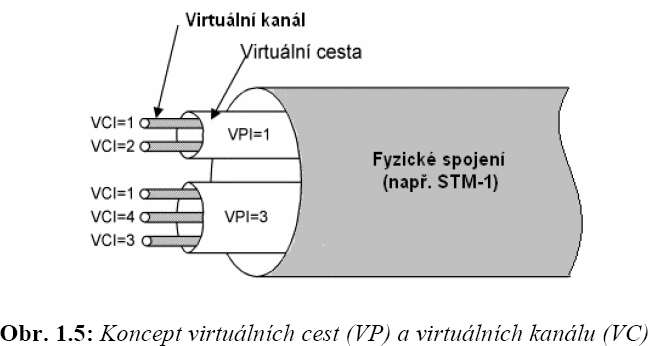 Virtuální kanál
Virtuální cesta
VCI=1
VCI=2
VPI=1
VCI=1
VCI=4
VCI=3
VPI=3
Fyzické spojení
(např. STM-1)
Obr. 1.5: Koncept virtuálních cest (VP) a virtuálních kanálu (VC)